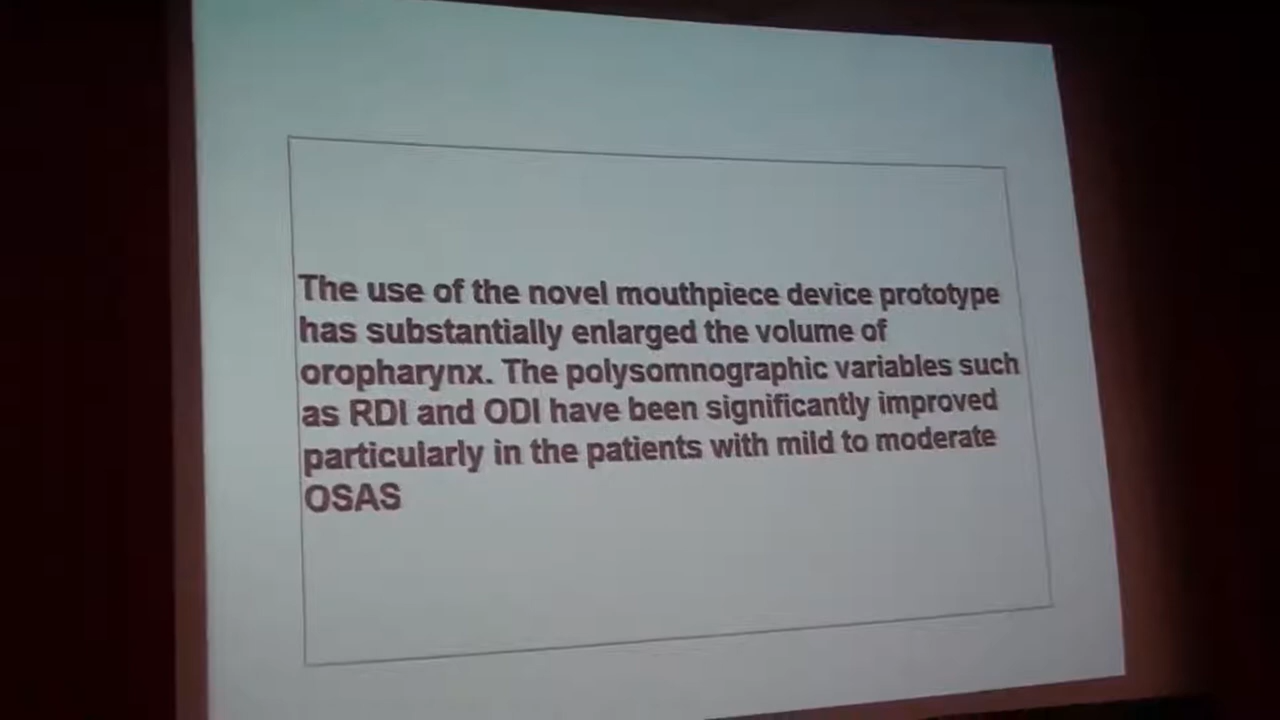 The use of the novel mouthpiece device prototype
has substantially enlarged the volume of
oropharynx. The polysomnographic variables such
as RDI and ODI have been significantly improved
particularly in the patients with mild to moderate
OSAS